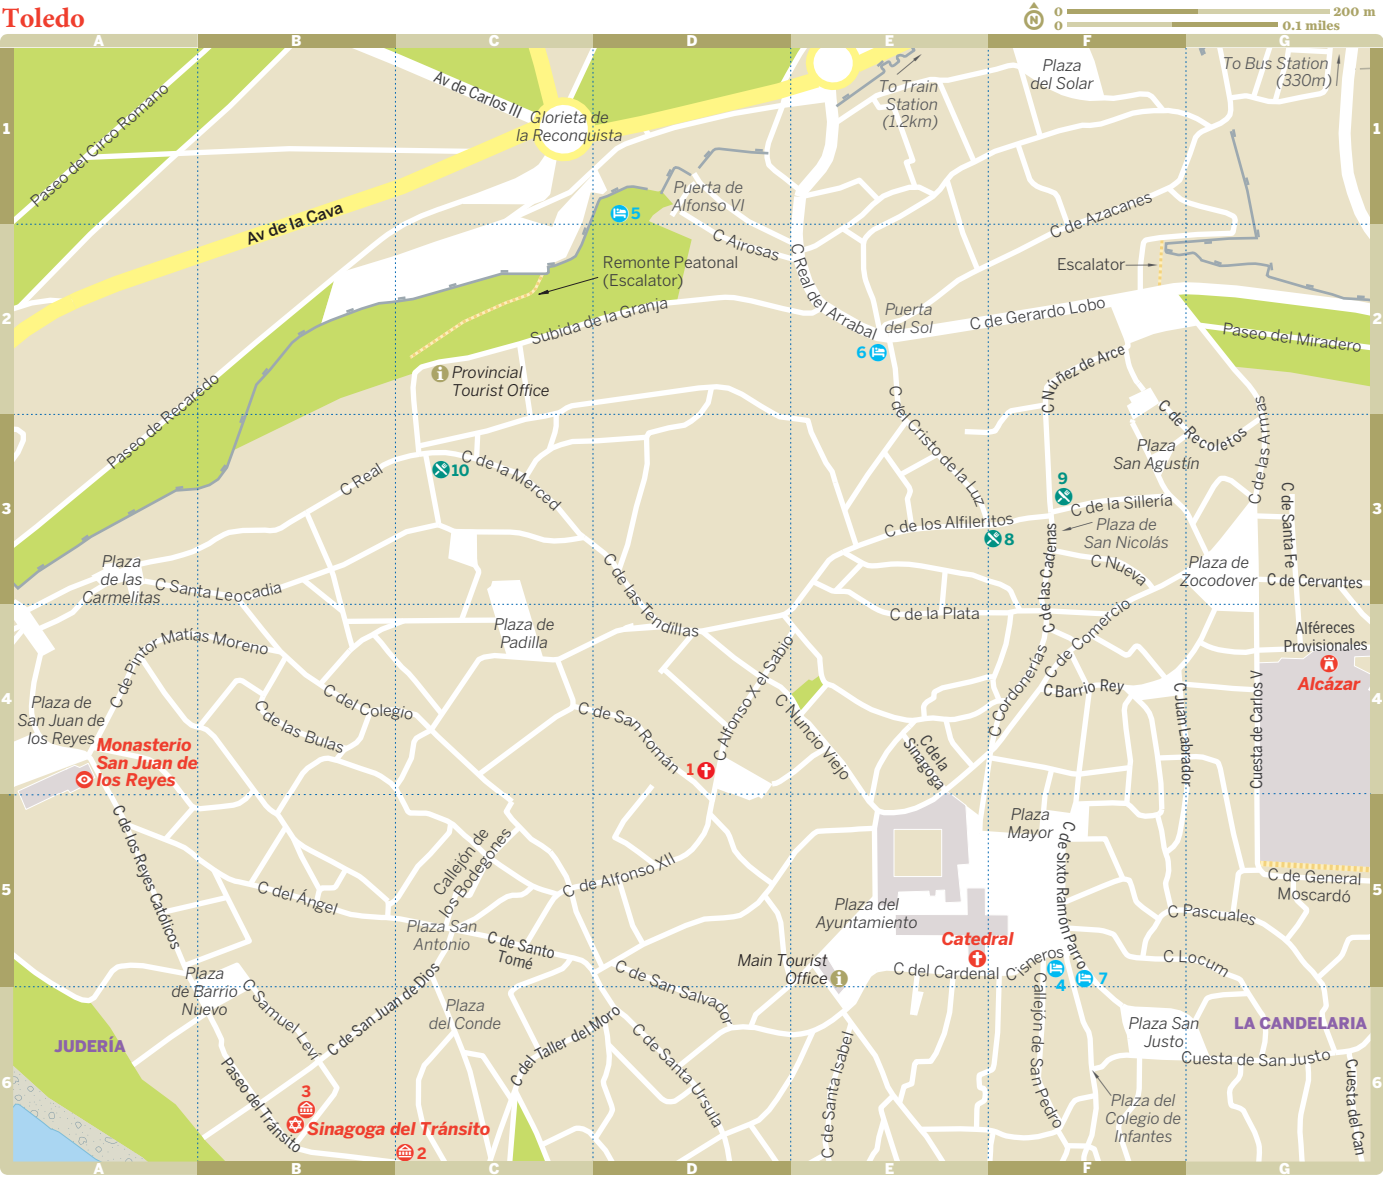 Toledo
N
0
200 m
0
0.1 miles
A
B
C
D
E
F
G
1
2
3
4
5
6
1
2
3
4
5
6
Av de Carlos III
Glorieta de
la Reconquista
To Train
Station
(1.2km)
Plaza
del Solar
To Bus Station
(330m)
Paseo del Circo Romano
Av de la Cava
5
Puerta de
Alfonso VI
C de Azacanes
C Airosas
Remonte Peatonal
(Escalator)
C Real del Arrabal
Escalator
Subida de la Granja
Puerta
del Sol
C de Gerardo Lobo
Paseo del Miradero
6
C Núñez de Arce
i
Provincial
Tourist Office
Paseo de Recaredo
C del Cristo de la Luz
C de Recoletos
C de las Armas
Plaza
San Agustín
C Real
10
C de la Merced
9
C de la Sillería
C de Santa Fe
C de los Alfileritos
8
Plaza de
San Nicolás
C de las Cadenas
C Nueva
Plaza de
Zocodover
C de Cervantes
Plaza
de las
Carmelitas
C Santa Leocadia
C de las Tendillas
C de la Plata
C de Comercio
Plaza de
Padilla
Alféreces
Provisionales
Alcázar
C de Pintor Matías Moreno
C Alfonso X el Sabio
C Cordonerías
C Barrio Rey
C Juan Labrador
Cuesta de Carlos V
C del Colegio
C de las Bulas
C de San Román
C Nuncio Viejo
C de la
Sinagoga
Plaza de
San Juan de
los Reyes
Monasterio
San Juan de
los Reyes
1
Plaza
Mayor
C de los Reyes Católicos
Callejón de
los Bodegones
C de Alfonso XII
C de Sixto Ramón Parro
C de General
Moscardó
C del Ángel
Plaza del
Ayuntamiento
C Pascuales
Plaza San
Antonio
C de Santo
Tomé
Catedral
Main Tourist
Office
i
C del Cardenal Cisneros
4
7
C Locum
Plaza
de Barrio
Nuevo
C de San Salvador
C Samuel Leví
C de San Juan de Dios
Plaza
del Conde
C del Taller del Moro
C de Santa Ursula
C de Santa Isabel
Callejón de San Pedro
Plaza San
Justo
LA CANDELARIA
JUDERÍA
Cuesta de San Justo
Cuesta del Can
Paseo del Tránsito
3
Sinagoga del Tránsito
2
Plaza del
Colegio de
Infantes
A
B
C
D
E
F
G